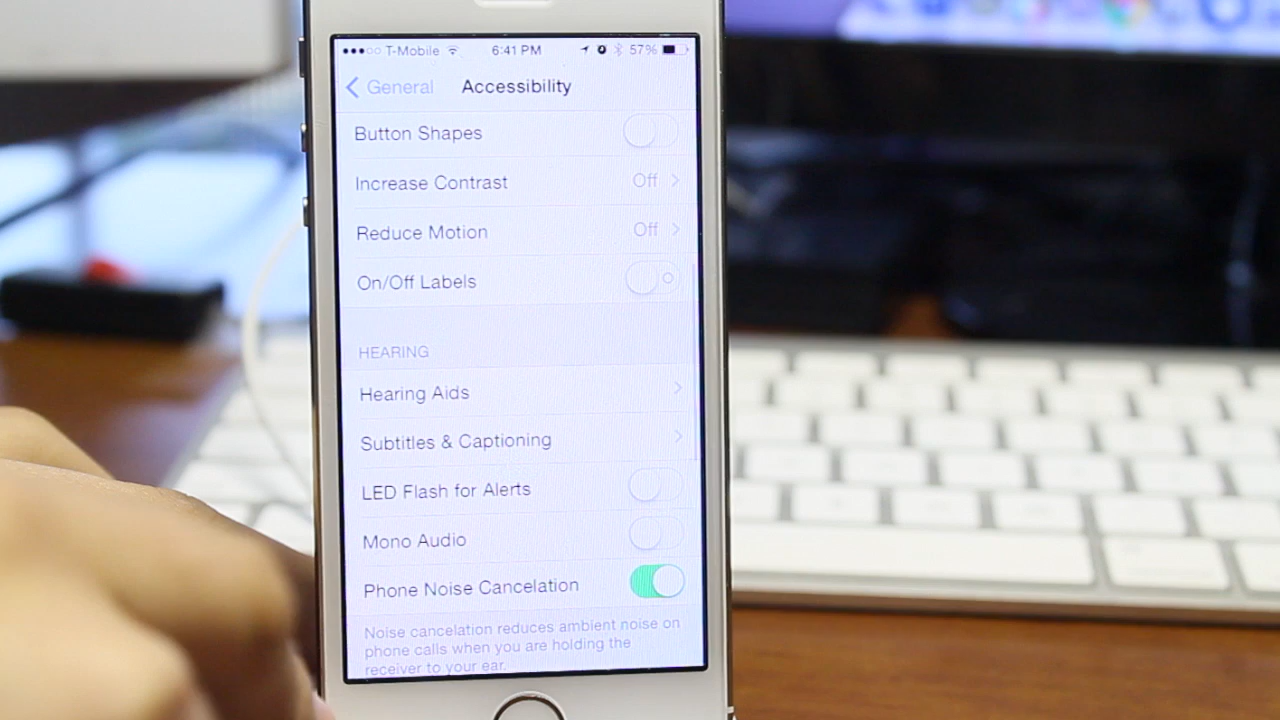 T-Mobile 6:41 PM 57%
General Accessibility
Button Shapes
Increase Contrast Off
Reduce Motion Off
On/Off Labels
HEARING
Hearing Aids
Subtitles & Captioning
LED Flash for Alerts
Mono Audio
Phone Noise Cancelation
Noise cancelation reduces ambient noise on
phone calls when you are holding the
receiver to your ear.